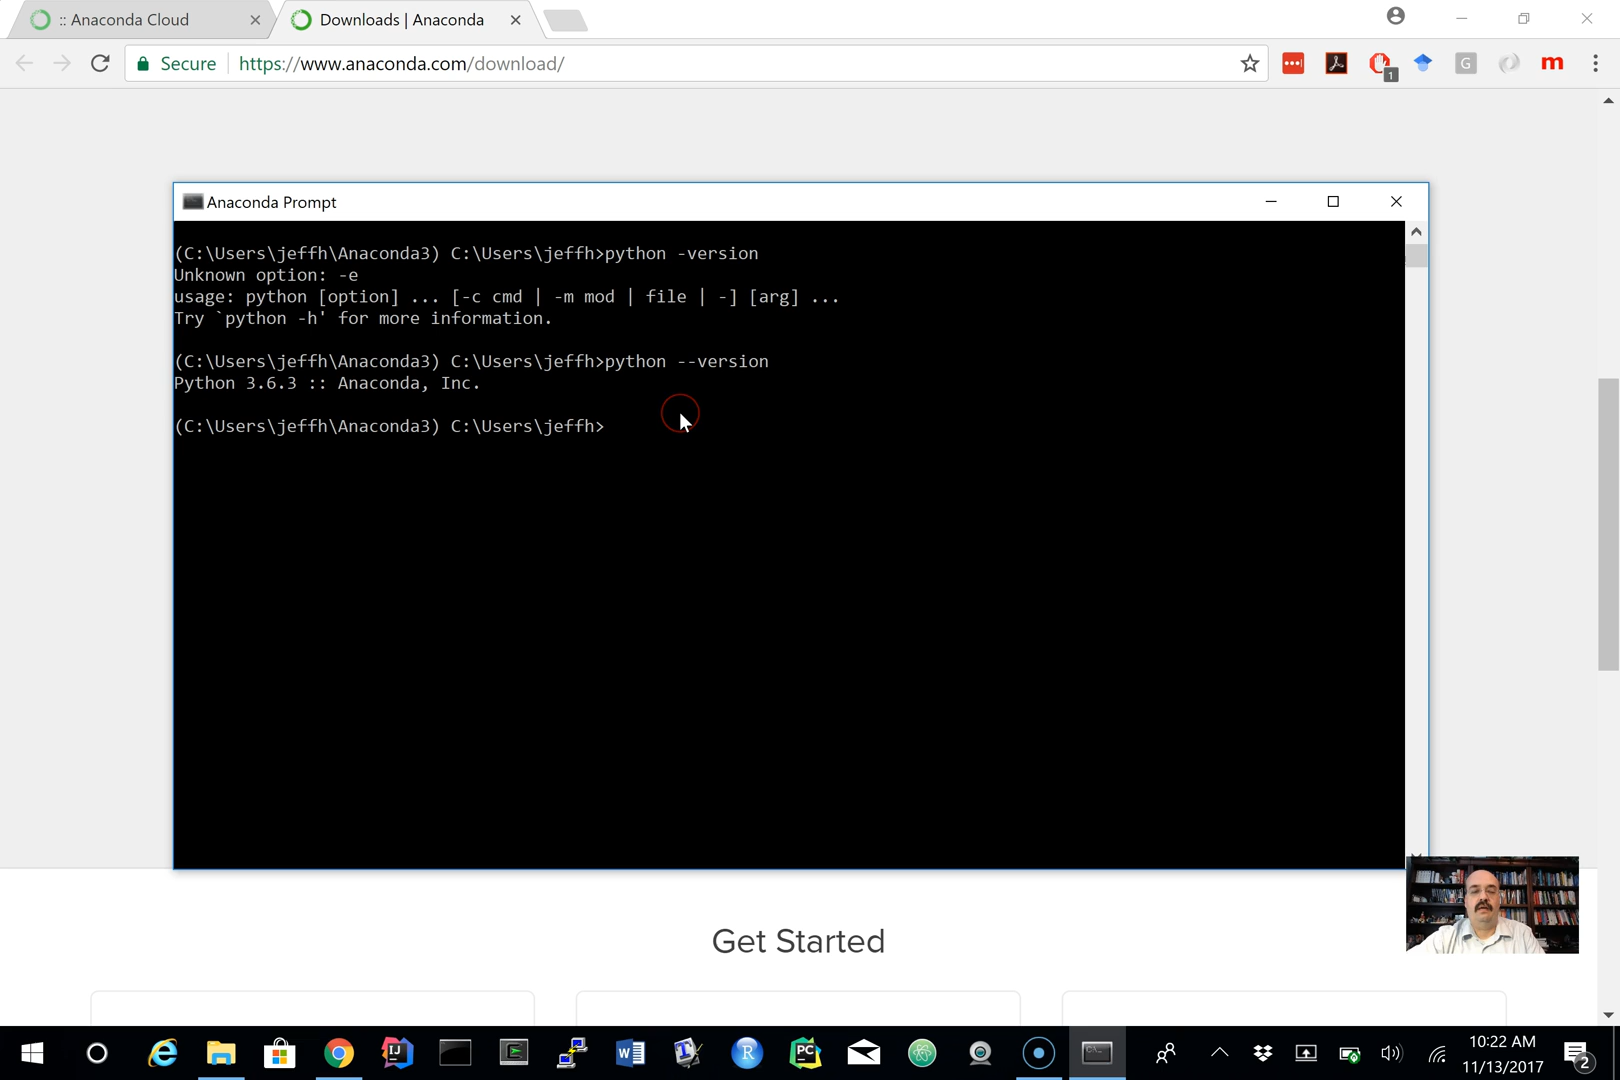 :: Anaconda Cloud
Downloads | Anaconda
Secure
https://www.anaconda.com/download/
1
G
m
Anaconda Prompt
(C:\Users\jeffh\Anaconda3) C:\Users\jeffh>python -version
Unknown option: -e
usage: python [option] ... [-c cmd | -m mod | file | -] [arg] ...
Try `python -h' for more information.
(C:\Users\jeffh\Anaconda3) C:\Users\jeffh>python --version
Python 3.6.3 :: Anaconda, Inc.
(C:\Users\jeffh\Anaconda3) C:\Users\jeffh>
Get Started
10:22 AM
11/13/2017
2